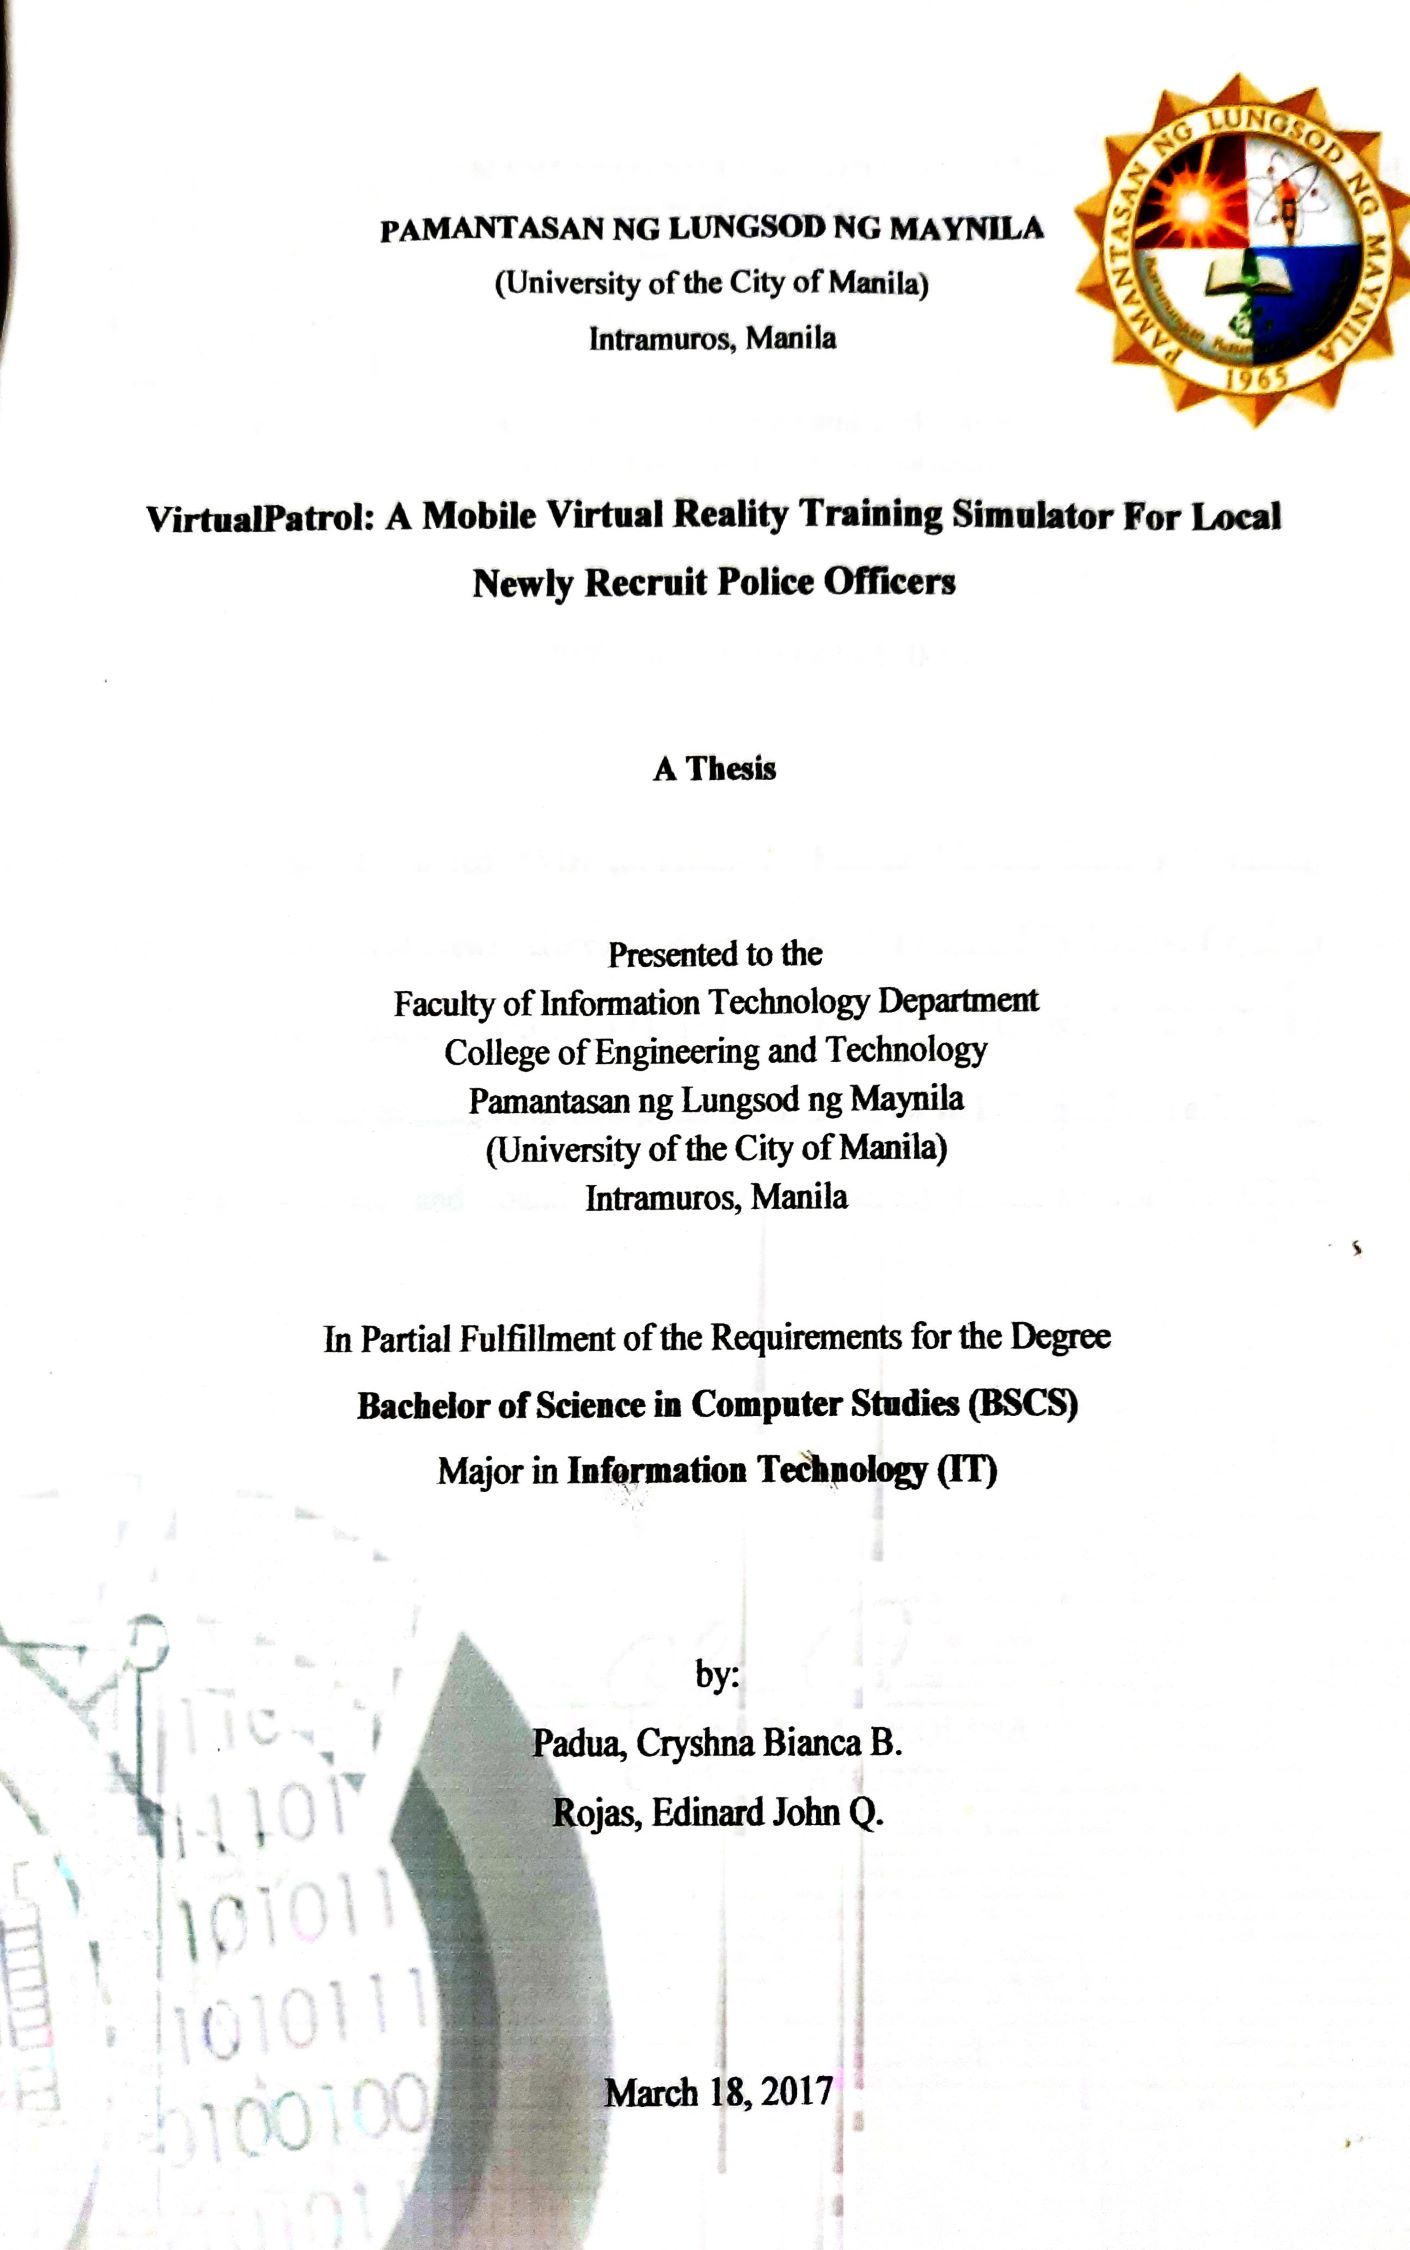 PAMANTASAN NG LUNGSOD NG MAYNILA
(University of the City of Manila)
Intramuros, Manila
PAMANTASAN NG LUNGSOD NG MAYNILA
1965
VirtualPatrol: A Mobile Virtual Reality Training Simulator For Local
Newly Recruit Police Officers
A Thesis
Presented to the
Faculty of Information Technology Department
College of Engineering and Technology
Pamantasan ng Lungsod ng Maynila
(University of the City of Manila)
Intramuros, Manila
In Partial Fulfillment of the Requirements for the Degree
Bachelor of Science in Computer Studies (BSCS)
Major in Information Technology (IT)
by:
Padua, Cryshna Bianca B.
Rojas, Edinard John Q.
101011
1010111
0100100
March 18, 2017